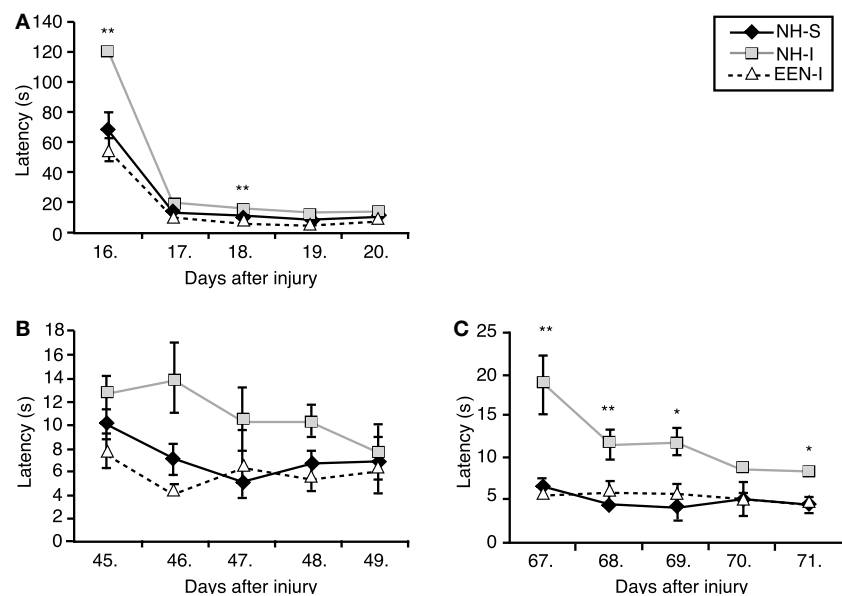 A
140
120
100
80
60
40
20
0
Latency (s)
**
**
16. 17. 18. 19. 20.
Days after injury
NH-S
NH-I
EEN-I
B
18
16
14
12
10
8
6
4
2
0
Latency (s)
45. 46. 47. 48. 49.
Days after injury
C
25
20
15
10
5
0
Latency (s)
**
**
*
*
67. 68. 69. 70. 71.
Days after injury